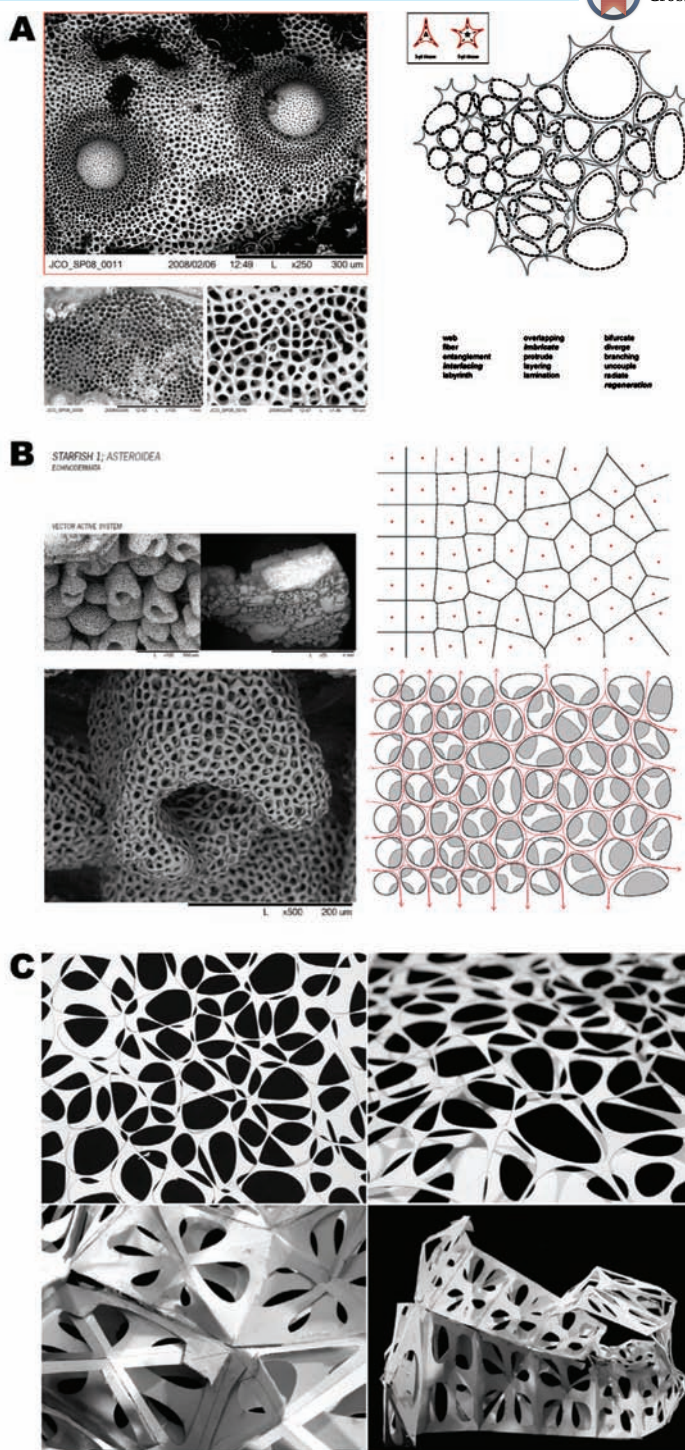 A
JCO_SP08_0011 2008/02/06 12:49 L x250 300 um
web
fiber
entanglement
interfacing
labyrinth
overlapping
imbricate
protrude
layering
lamination
bifurcate
diverge
branching
uncouple
radiate
regeneration
B
STARFISH 1; ASTEROIDEA
ECHINODERMATA
VECTOR ACTIVE SYSTEM
L x500 200 um
C